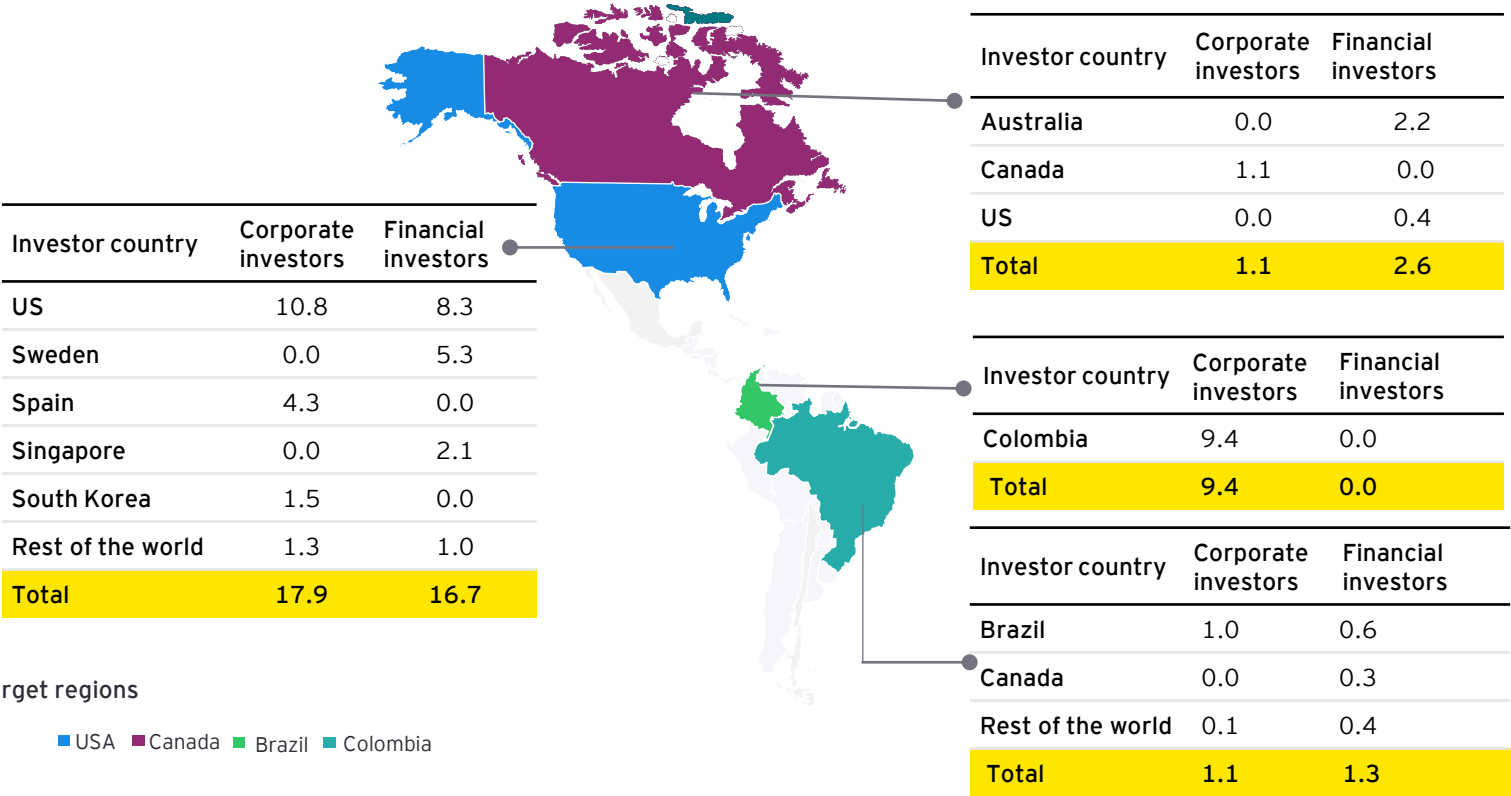 Investor country Corporate investors Financial investors
Australia 0.0 2.2
Canada 1.1 0.0
US 0.0 0.4
Total 1.1 2.6
Investor country Corporate investors Financial investors
US 10.8 8.3
Sweden 0.0 5.3
Spain 4.3 0.0
Singapore 0.0 2.1
South Korea 1.5 0.0
Rest of the world 1.3 1.0
Total 17.9 16.7
Investor country Corporate investors Financial investors
Colombia 9.4 0.0
Total 9.4 0.0
Investor country Corporate investors Financial investors
Brazil 1.0 0.6
Canada 0.0 0.3
Rest of the world 0.1 0.4
Total 1.1 1.3
rget regions
USA Canada Brazil Colombia